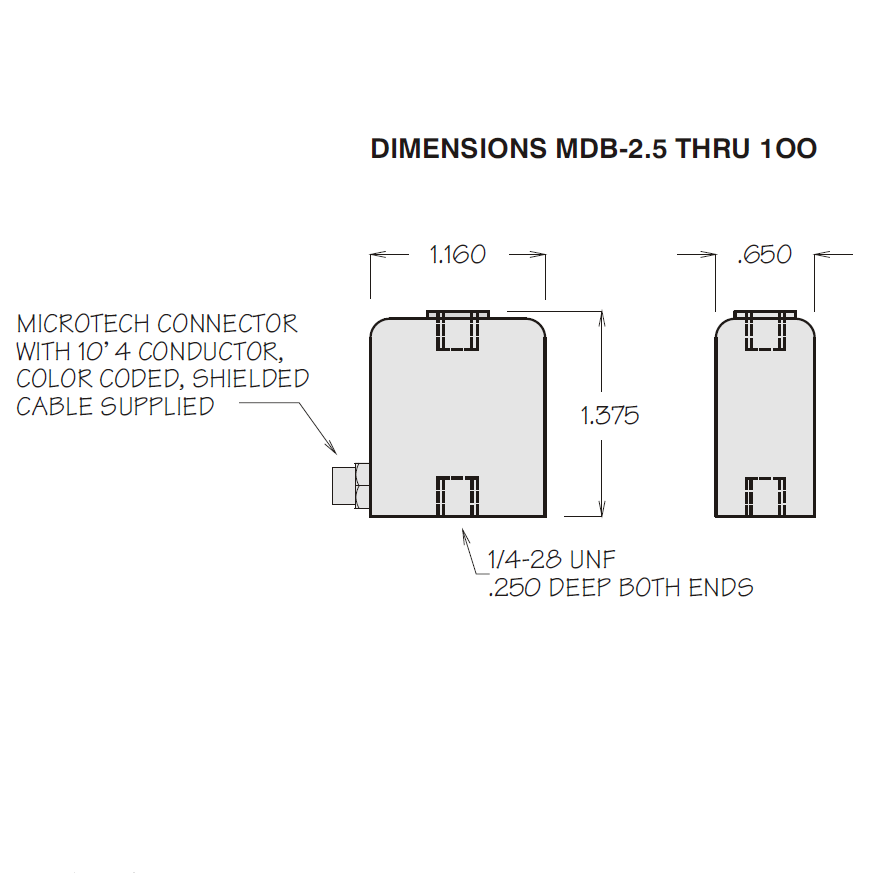 DIMENSIONS MDB-2.5 THRU 100
1.160
.650
MICROTECH CONNECTOR
WITH 10’ 4 CONDUCTOR,
COLOR CODED, SHIELDED
CABLE SUPPLIED
1.375
1/4-28 UNF
.250 DEEP BOTH ENDS